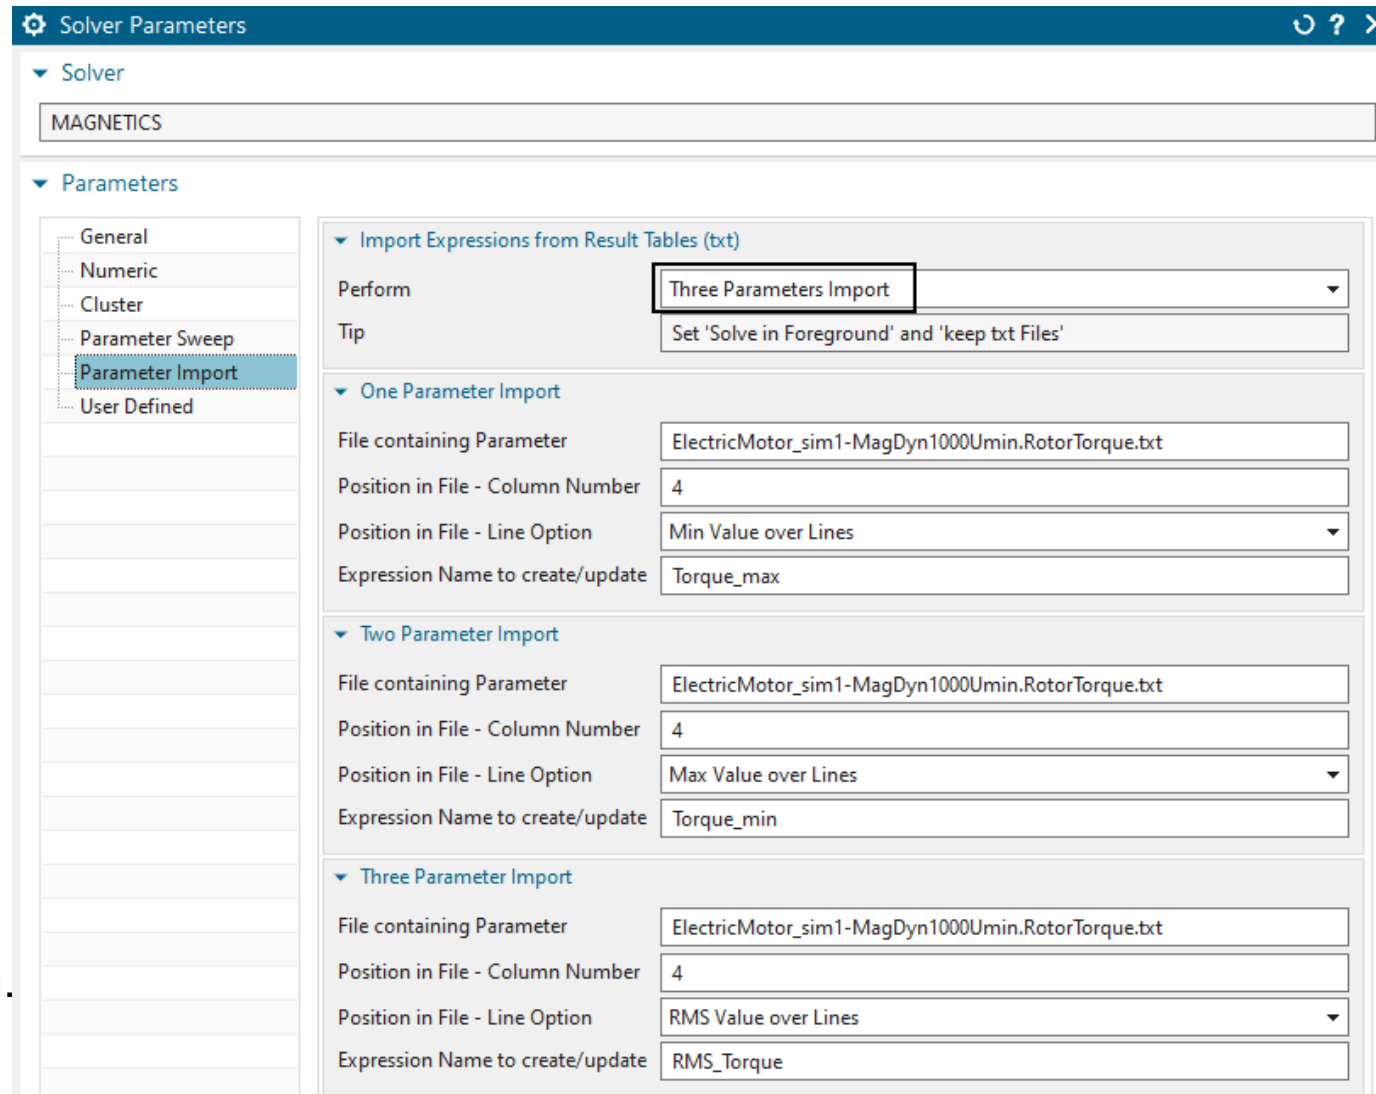 Solver Parameters
Solver
MAGNETICS
Parameters
General
Numeric
Cluster
Parameter Sweep
Parameter Import
User Defined
Import Expressions from Result Tables (txt)
Perform Three Parameters Import
Tip Set 'Solve in Foreground' and 'keep txt Files'
One Parameter Import
File containing Parameter ElectricMotor_sim1-MagDyn1000Umin.RotorTorque.txt
Position in File - Column Number 4
Position in File - Line Option Min Value over Lines
Expression Name to create/update Torque_max
Two Parameter Import
File containing Parameter ElectricMotor_sim1-MagDyn1000Umin.RotorTorque.txt
Position in File - Column Number 4
Position in File - Line Option Max Value over Lines
Expression Name to create/update Torque_min
Three Parameter Import
File containing Parameter ElectricMotor_sim1-MagDyn1000Umin.RotorTorque.txt
Position in File - Column Number 4
Position in File - Line Option RMS Value over Lines
Expression Name to create/update RMS_Torque